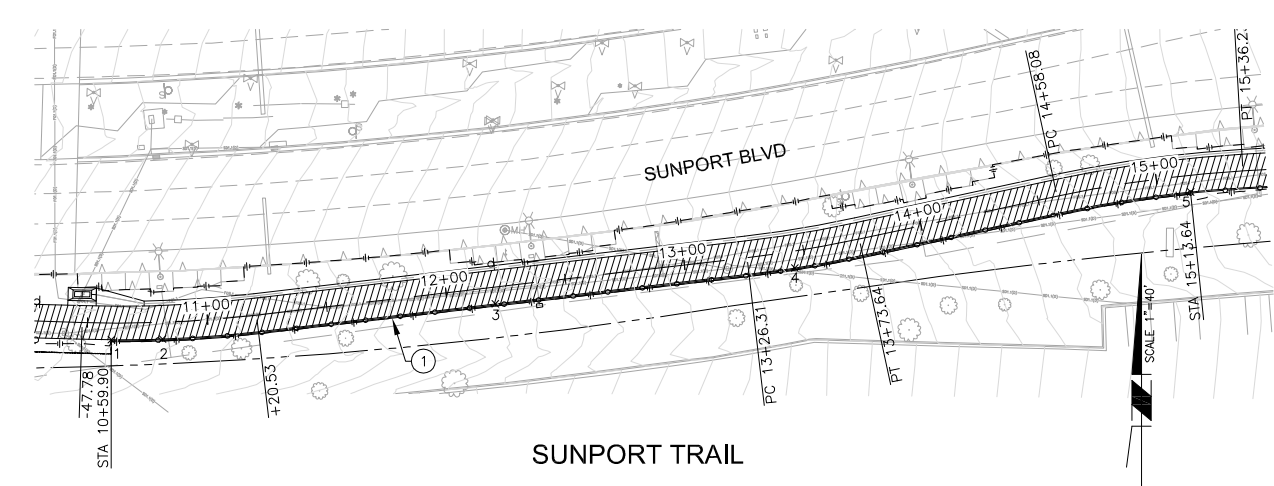 PC 14+58.08
PT 15+36.2
SUNPORT BLVD
15+00
14+00
13+00
12+00
11+00
1
2
3
4
5
1
-47.78
STA 10+59.90
+20.53
PC 13+26.31
PT 13+73.64
STA 15+13.64
SCALE 1"=40'
SUNPORT TRAIL